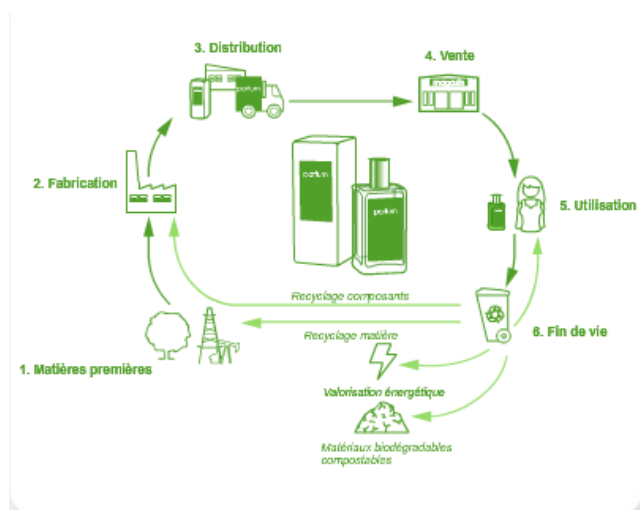 3. Distribution
4. Vente
parfum
parfum
2. Fabrication
parfum
5. Utilisation
Recyclage composants
6. Fin de vie
Recyclage matière
1. Matières premières
Valorisation énergétique
Matériaux biodégradables
compostables